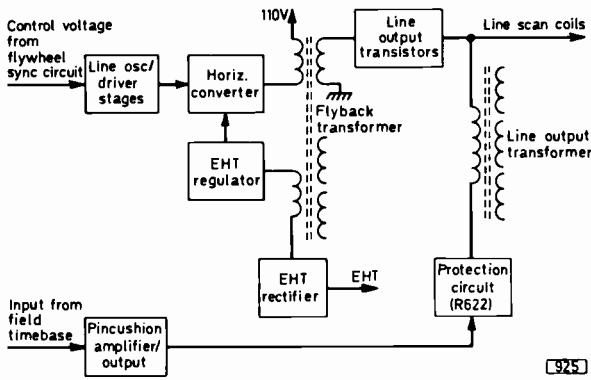 Control voltage
from
flywheel
sync circuit
Line osc/
driver
stages
Horiz.
converter
110V
Flyback
transformer
Line output
transistors
Line scan coils
Line output
transformer
EHT
regulator
EHT
rectifier
EHT
Protection
circuit
(R622)
Input from
field
timebase
Pincushion
amplifier/
output
925